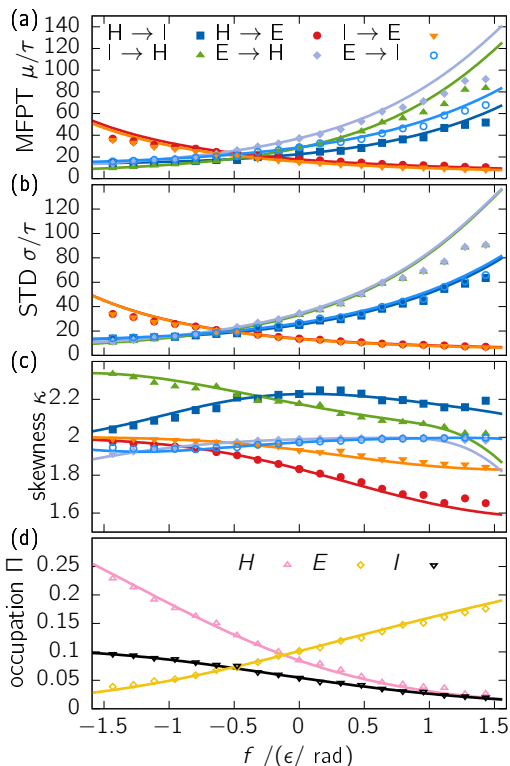 (a)
H → I H → E I → E
I → H E → H E → I
MFPT μ/τ
140
120
100
80
60
40
20
(b)
STD σ/τ
120
100
80
60
40
20
0
(c)
skewness κ
2.2
2
1.8
1.6
(d)
H E I
occupation Π
0.25
0.2
0.15
0.1
0.05
0
−1.5 −1 −0.5 0 0.5 1 1.5
f /(ϵ/ rad)